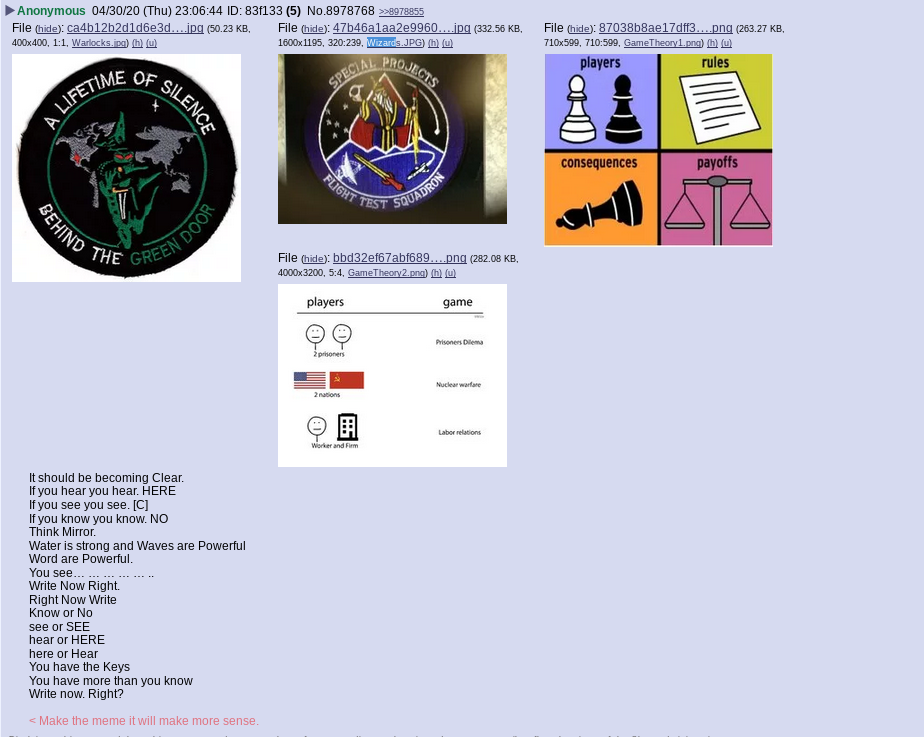 Anonymous 04/30/20 (Thu) 23:06:44 ID: 83f133 (5) No.8978768 >>8978855
File (hide): ca4b12b2d1d6e3d….jpg (50.23 KB, 400x400, 1:1, Warlocks.jpg) (h) (u)
A LIFETIME OF SILENCE
BEHIND THE GREEN DOOR
File (hide): 47b46a1aa2e9960….jpg (332.56 KB, 1600x1195, 320:239, Wizards.JPG) (h) (u)
SPECIAL PROJECTS
FLIGHT TEST SQUADRON
File (hide): 87038b8ae17dff3….png (263.27 KB, 710x599, 710:599, GameTheory1.png) (h) (u)
players
rules
consequences
payoffs
File (hide): bbd32ef67abf689….png (282.08 KB, 4000x3200, 5:4, GameTheory2.png) (h) (u)
players game
2 prisoners
Prisoners Dilema
2 nations
Nuclear warfare
Worker and Firm
Labor relations
It should be becoming Clear.
If you hear you hear. HERE
If you see you see. [C]
If you know you know. NO
Think Mirror.
Water is strong and Waves are Powerful
Word are Powerful.
You see… … … … … ..
Write Now Right.
Right Now Write
Know or No
see or SEE
hear or HERE
here or Hear
You have the Keys
You have more than you know
Write now. Right?
< Make the meme it will make more sense.